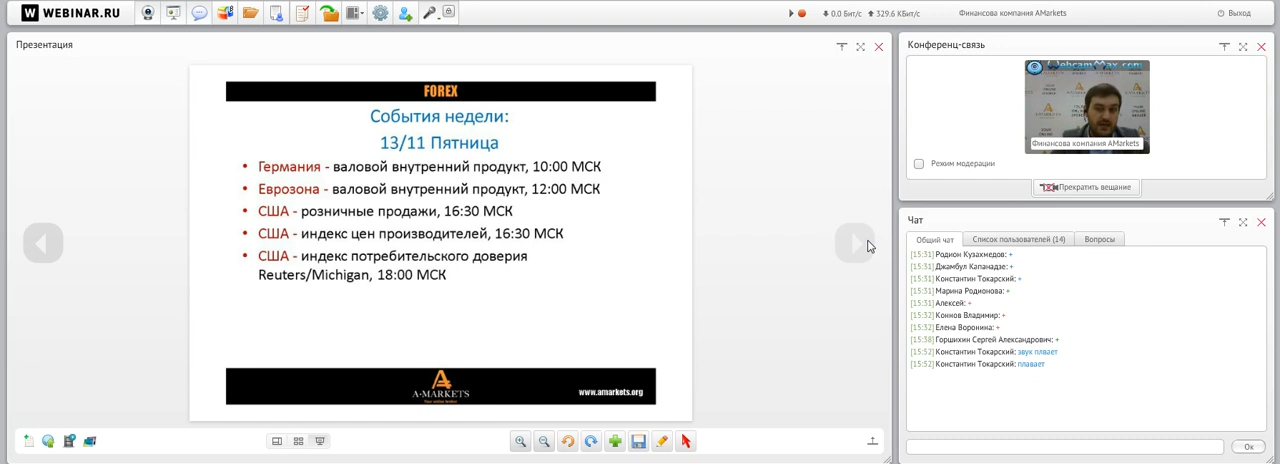 WEBINAR.RU
0.0 Бит/с
329.6 КБит/с
Финансова компания AMarkets
Выход
Презентация
FOREX
События недели:
13/11 Пятница
• Германия - валовой внутренний продукт, 10:00 МСК
• Еврозона - валовой внутренний продукт, 12:00 МСК
• США - розничные продажи, 16:30 МСК
• США - индекс цен производителей, 16:30 МСК
• США - индекс потребительского доверия
Reuters/Michigan, 18:00 МСК
A·MARKETS
Your online broker
www.amarkets.org
Конференц-связь
WebcamMax.com
Финансова компания AMarkets
Режим модерации
Прекратить вещание
Чат
Общий чат
Список пользователей (14)
Вопросы
[15:31] Родион Кузахмедов: +
[15:31] Джамбул Капанадзе: +
[15:31] Константин Токарский: +
[15:31] Марина Родионова: +
[15:31] Алексей: +
[15:32] Коннов Владимир: +
[15:32] Елена Воронина: +
[15:38] Горшихин Сергей Александрович: +
[15:52] Константин Токарский: звук плвает
[15:52] Константин Токарский: плавает
Ок